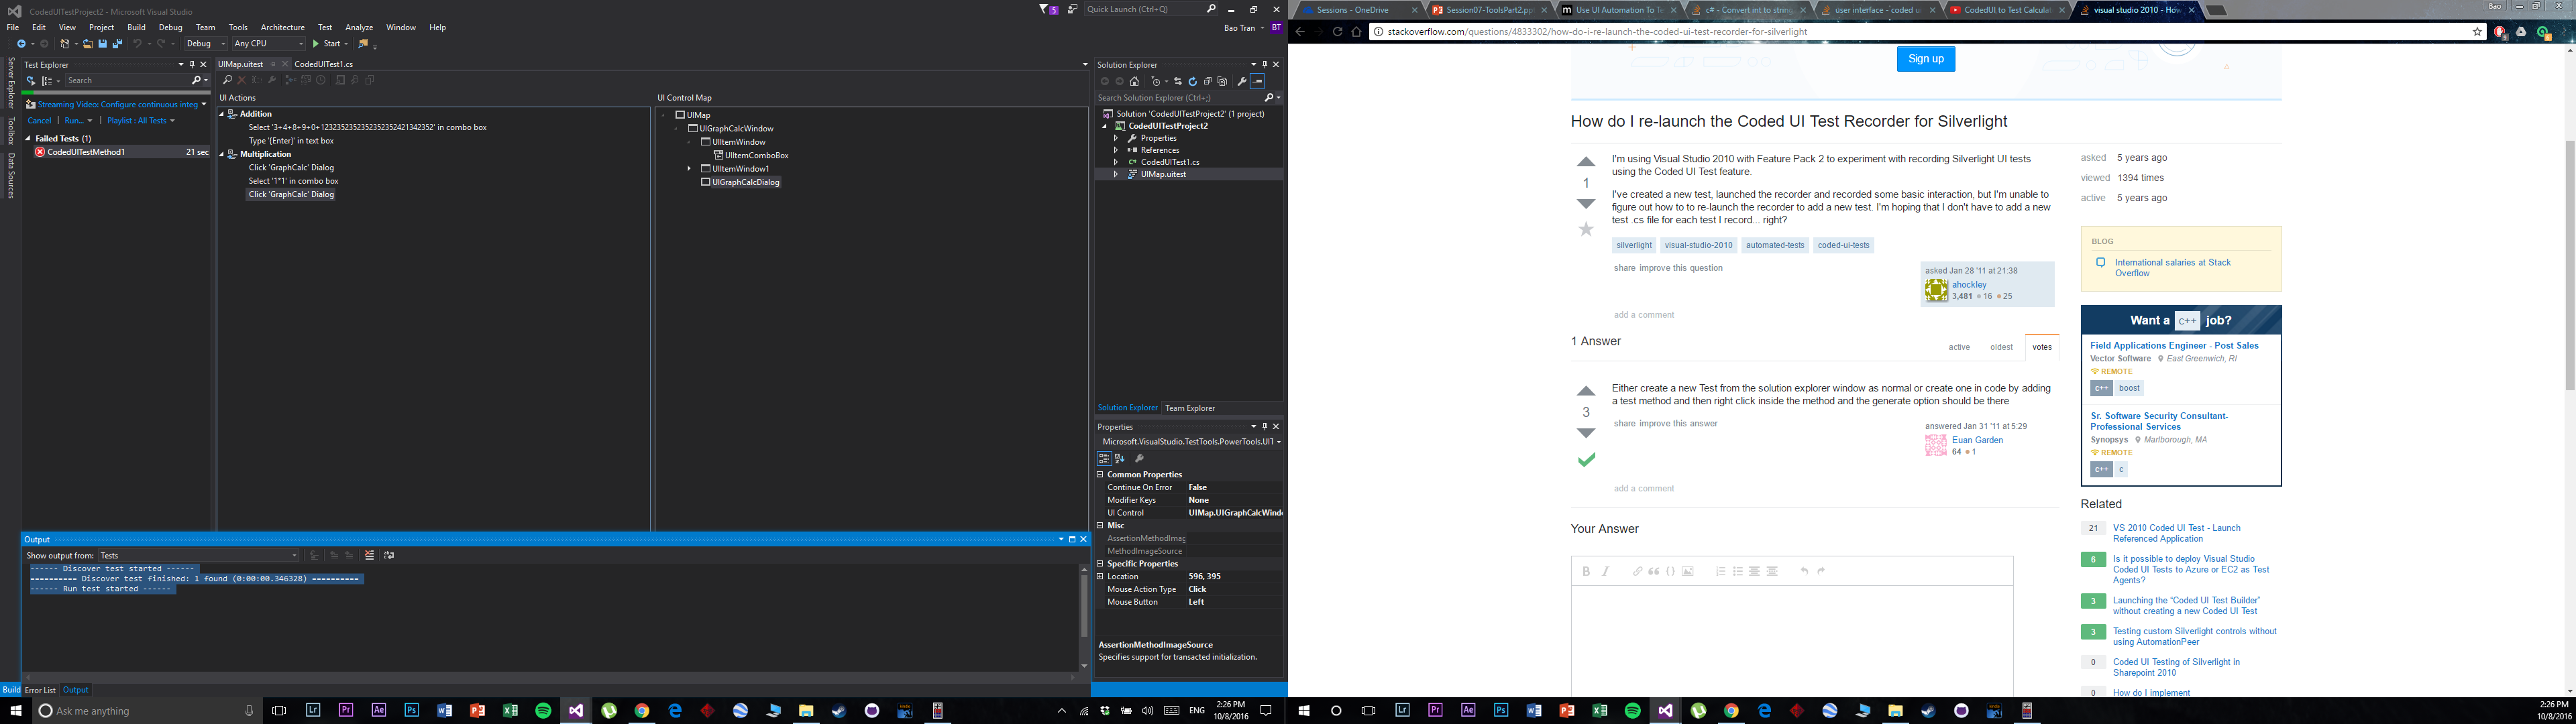 CodedUITestProject2 - Microsoft Visual Studio
5
Quick Launch (Ctrl+Q)
File Edit View Project Build Debug Team Tools Architecture Test Analyze Window Help
Bao Tran BT
Debug Any CPU Start
Server Explorer
Toolbox
Data Sources
Test Explorer
Search
Streaming Video: Configure continuous integ
Cancel | Run... | Playlist : All Tests
Failed Tests (1)
CodedUITestMethod1 21 sec
UIMap.uitest CodedUITest1.cs
UI Actions
Addition
Type '{Enter}' in text box
Multiplication
Click 'GraphCalc' Dialog
Select '1*1' in combo box
Click 'GraphCalc' Dialog
UI Control Map
UIMap
UIGraphCalcWindow
UIItemWindow
UIItemComboBox
UIItemWindow1
UIGraphCalcDialog
Solution Explorer
Search Solution Explorer (Ctrl+;)
Solution 'CodedUITestProject2' (1 project)
CodedUITestProject2
Properties
References
CodedUITest1.cs
UIMap.uitest
Solution Explorer Team Explorer
Properties
Microsoft.VisualStudio.TestTools.PowerTools.UIT
Common Properties
Continue On Error False
Modifier Keys None
UI Control UIMap.UIGraphCalcWind
Misc
AssertionMethodImag
MethodImageSource
Specific Properties
Location 596, 395
Mouse Action Type Click
Mouse Button Left
AssertionMethodImageSource
Specifies support for transacted initialization.
Output
Show output from: Tests
------ Discover test started ------
========== Discover test finished: 1 found (0:00:00.346328) ==========
------ Run test started ------
Build Error List Output
Ask me anything
Lr Pr Ae Ps
ENG
2:26 PM
10/8/2016
Sessions - OneDrive
Session07-ToolsPart2.pp
Use UI Automation To Te
c# - Convert int to string
user interface - coded u
CodedUI to Test Calculat
visual studio 2010 - How
Bao
stackoverflow.com/questions/4833302/how-do-i-re-launch-the-coded-ui-test-recorder-for-silverlight
Sign up
How do I re-launch the Coded UI Test Recorder for Silverlight
1
I'm using Visual Studio 2010 with Feature Pack 2 to experiment with recording Silverlight UI tests
using the Coded UI Test feature.
I've created a new test, launched the recorder and recorded some basic interaction, but I'm unable to
figure out how to to re-launch the recorder to add a new test. I'm hoping that I don't have to add a new
test .cs file for each test I record... right?
silverlight visual-studio-2010 automated-tests coded-ui-tests
share improve this question
asked Jan 28 '11 at 21:38
ahockley
3,481 16 25
add a comment
1 Answer
active oldest votes
3
Either create a new Test from the solution explorer window as normal or create one in code by adding
a test method and then right click inside the method and the generate option should be there
share improve this answer
answered Jan 31 '11 at 5:29
Euan Garden
64 1
add a comment
Your Answer
B I
asked 5 years ago
viewed 1394 times
active 5 years ago
BLOG
International salaries at Stack
Overflow
Want a c++ job?
Field Applications Engineer - Post Sales
Vector Software East Greenwich, RI
REMOTE
c++ boost
Sr. Software Security Consultant-
Professional Services
Synopsys Marlborough, MA
REMOTE
c++ c
Related
21 VS 2010 Coded UI Test - Launch
Referenced Application
6 Is it possible to deploy Visual Studio
Coded UI Tests to Azure or EC2 as Test
Agents?
3 Launching the “Coded UI Test Builder”
without creating a new Coded UI Test
3 Testing custom Silverlight controls without
using AutomationPeer
0 Coded UI Testing of Silverlight in
Sharepoint 2010
0 How do I implement
Lr Pr Ae Ps
2:26 PM
10/8/2016